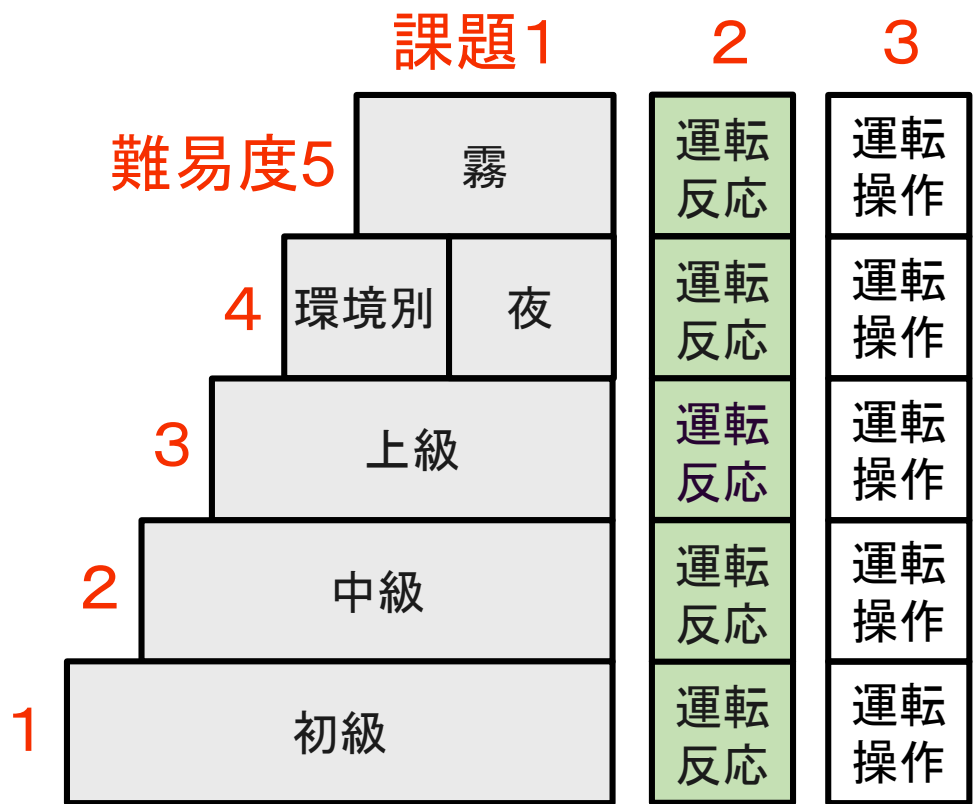 課題1 2 3
難易度5 霧 運転 運転
反応 操作
4 環境別 夜 運転 運転
反応 操作
3 上級 運転 運転
反応 操作
2 中級 運転 運転
反応 操作
1 初級 運転 運転
反応 操作